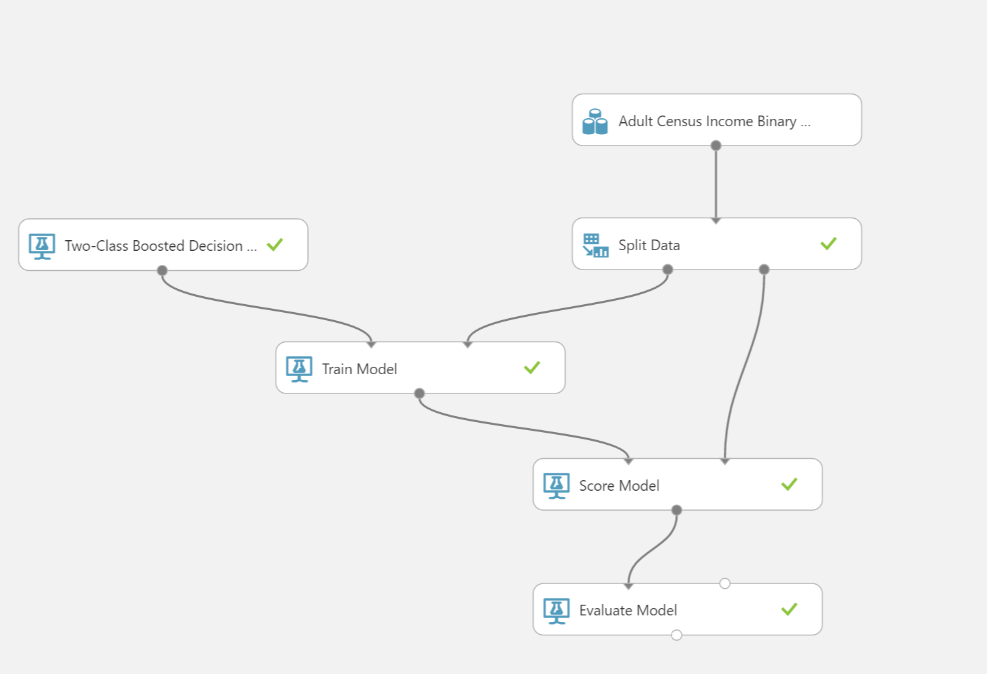 Adult Census Income Binary ...
Two-Class Boosted Decision ...
Split Data
Train Model
Score Model
Evaluate Model